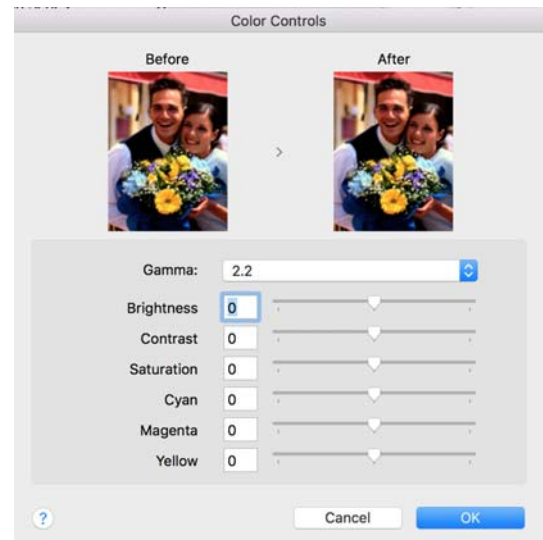 Color Controls
Before After
>
Gamma: 2.2
Brightness 0
Contrast 0
Saturation 0
Cyan 0
Magenta 0
Yellow 0
? Cancel OK